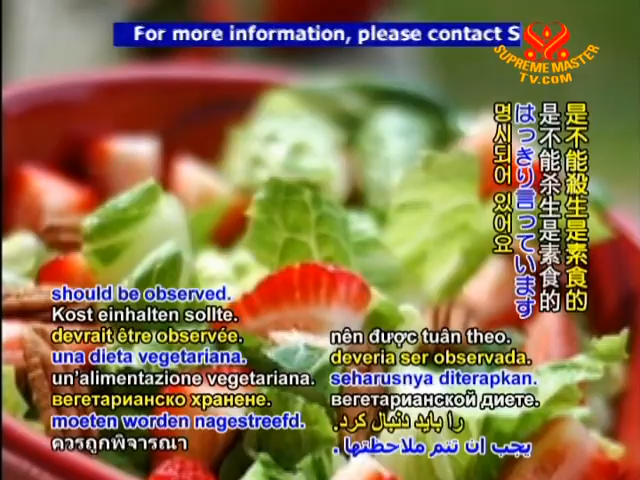 For more information, please contact S
SUPREME MASTER
TV.COM
是不能殺生是素食的
是不能杀生是素食的
はっきり言っています
명시되어 있어요
should be observed.
Kost einhalten sollte.
devrait être observée.
una dieta vegetariana.
un'alimentazione vegetariana.
вегетарианско хранене.
moeten worden nagestreefd.
ควรถูกพิจารณา
nên được tuân theo.
deveria ser observada.
seharusnya diterapkan.
вегетарианской диете.
را باید دنبال کرد.
يجب ان تتم ملاحظتها .